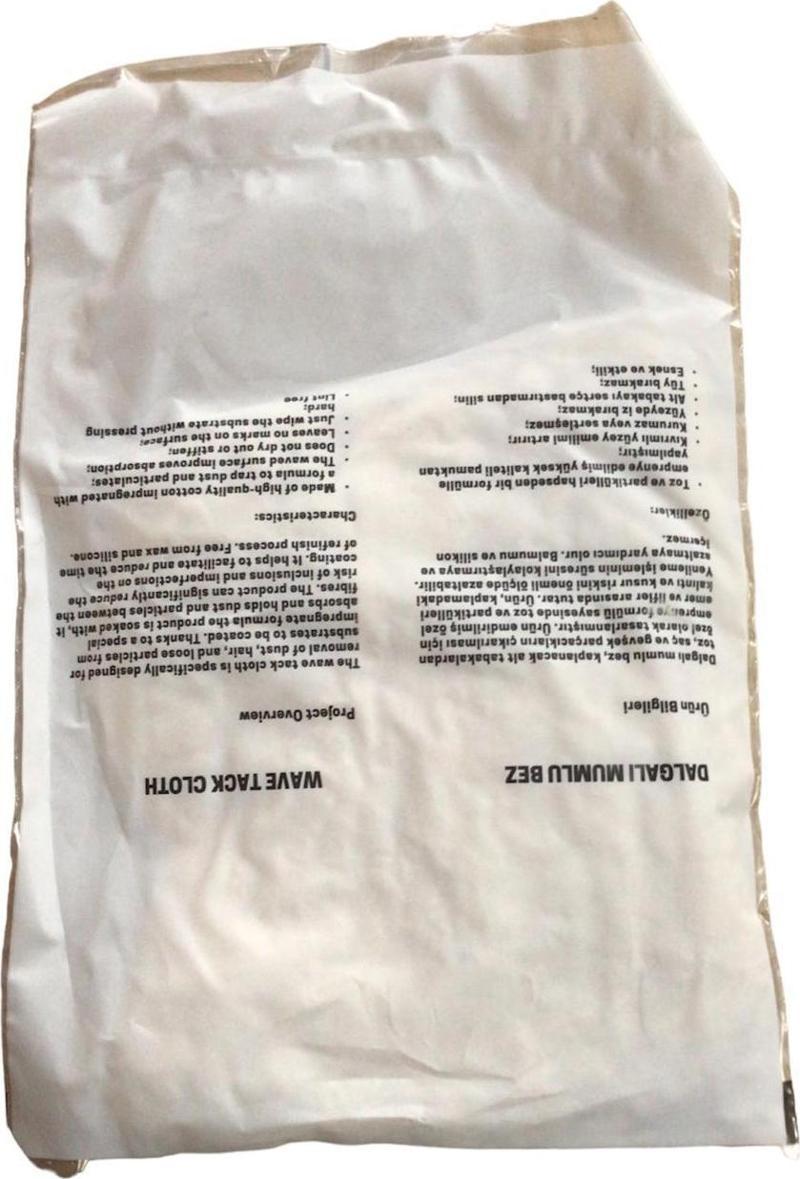 DALGALI MUMLU BEZ
Ürün Bilgileri
Dalgalı mumlu bez, kaplanacak alt tabakalardan
toz, saç ve gevşek parçacıkların çıkarılması için
özel olarak tasarlanmıştır. Ürün emdirilmiş özel
formülü sayesinde toz ve partikülleri
emer ve lifler arasında tutar. Ürün, kaplamadaki
kalıntı ve kusur riskini önemli ölçüde azaltabilir.
Yenileme işleminin süresini kolaylaştırmaya ve
azaltmaya yardımcı olur. Balmumu ve silikon
içermez.
Özellikler:
• Toz ve partikülleri hapseden bir formülle
emprenye edilmiş yüksek kaliteli pamuktan
yapılmıştır;
• Kıvrımlı yüzey emilimi artırır;
• Kurumaz veya sertleşmez;
• Yüzeyde iz bırakmaz;
• Alt tabakayı sertçe bastırmadan silin;
• Tüy bırakmaz;
• Esnek ve etkili;
WAVE TACK CLOTH
Project Overview
The wave tack cloth is specifically designed for
removal of dust, hair, and loose particles from
substrates to be coated. Thanks to a special
impregnate formula the product is soaked with, it
absorbs and holds dust and particles between the
fibres. The product can significantly reduce the
risk of inclusions and imperfections on the
coating. It helps to facilitate and reduce the time
of refinish process. Free from wax and silicone.
Characteristics:
• Made of high-quality cotton impregnated with
a formula to trap dust and particulates;
• The waved surface improves absorption;
• Does not dry out or stiffen;
• Leaves no marks on the surface;
• Just wipe the substrate without pressing
hard;
• Lint free